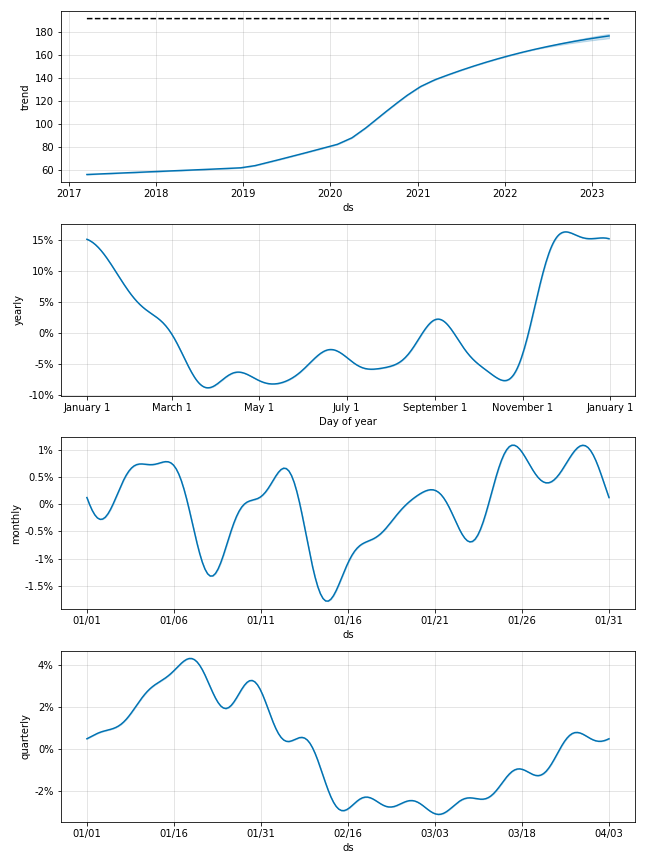 180
160
140
120
100
80
60
trend
2017 2018 2019 2020 2021 2022 2023
ds
15%
10%
5%
0%
-5%
-10%
yearly
January 1 March 1 May 1 July 1 September 1 November 1 January 1
Day of year
1%
0.5%
0%
-0.5%
-1%
-1.5%
monthly
01/01 01/06 01/11 01/16 01/21 01/26 01/31
ds
4%
2%
0%
-2%
quarterly
01/01 01/16 01/31 02/16 03/03 03/18 04/03
ds